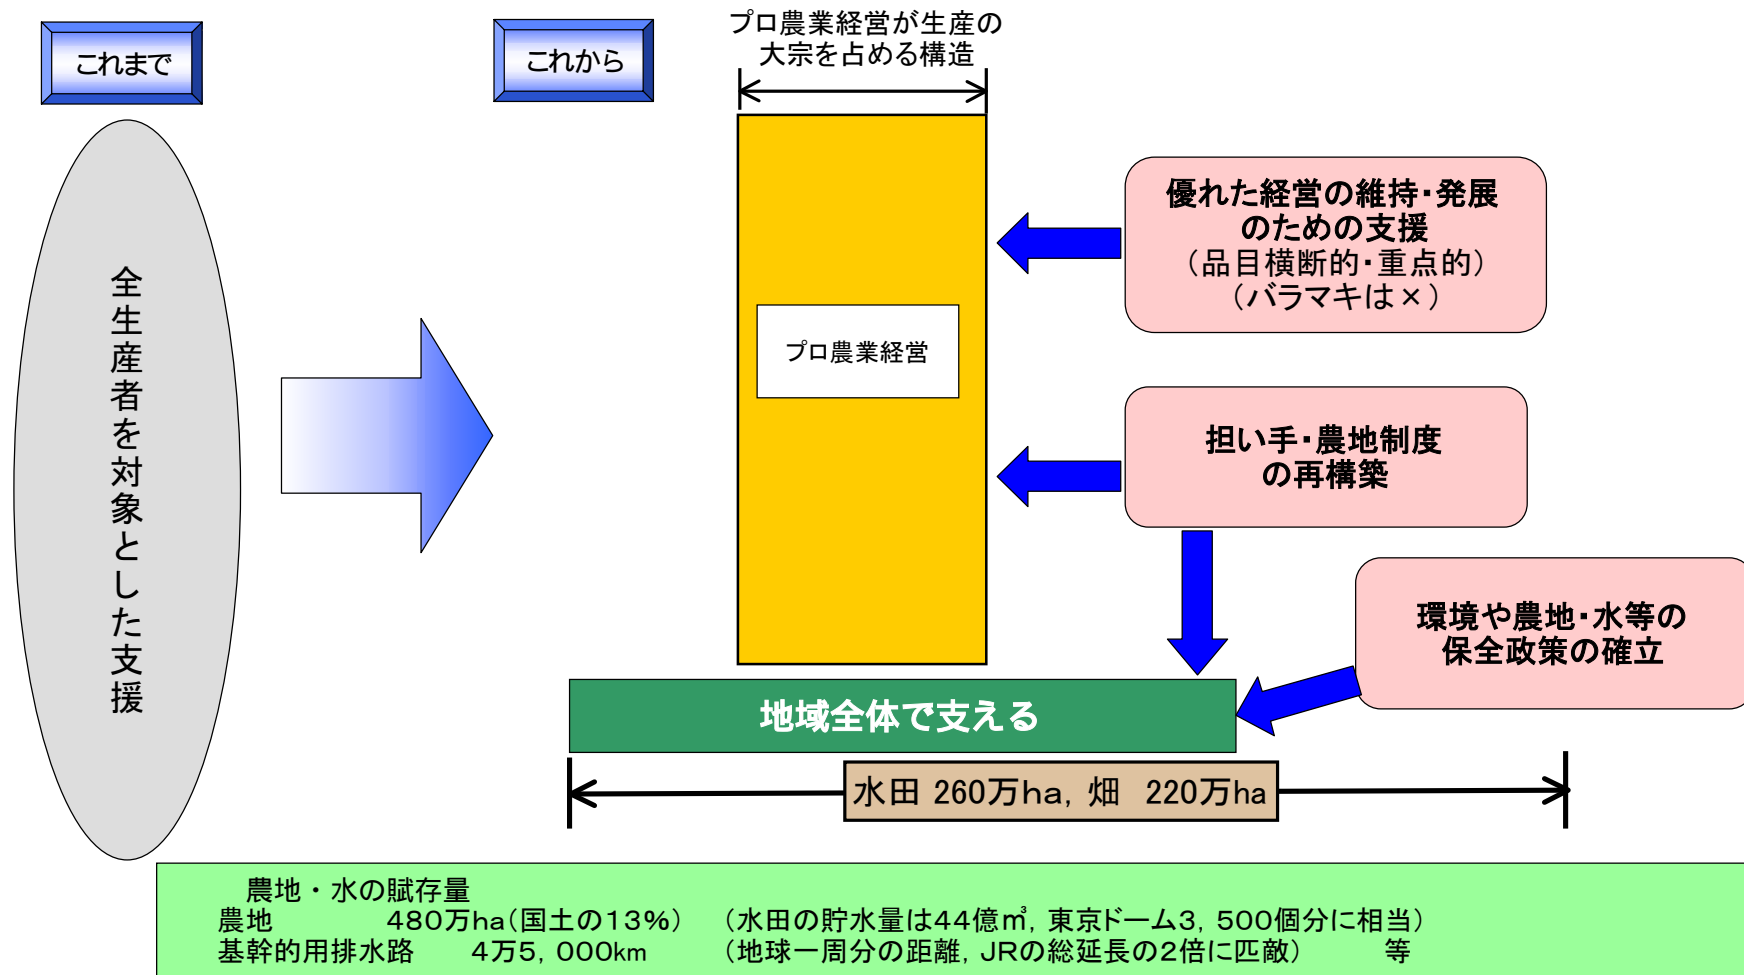 これまで
これから
プロ農業経営が生産の
大宗を占める構造
全生産者を対象とした支援
プロ農業経営
優れた経営の維持・発展
のための支援
（品目横断的・重点的）
（バラマキは×）
担い手・農地制度
の再構築
環境や農地・水等の
保全政策の確立
地域全体で支える
水田 260万ha，畑　220万ha
農地・水の賦存量
農地　　　　480万ha（国土の13％）　（水田の貯水量は44億㎥，東京ドーム3，500個分に相当）
基幹的用排水路　　4万5，000km　　（地球一周分の距離，JRの総延長の2倍に匹敵）　　　等